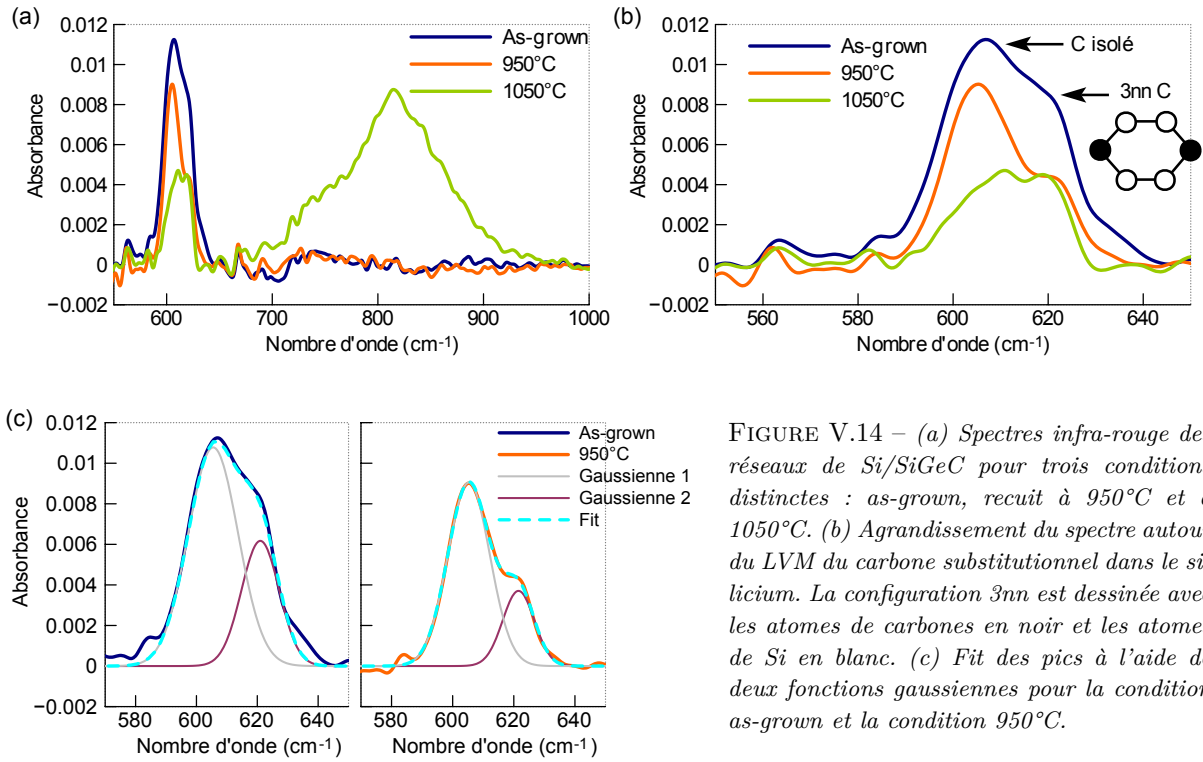 (a)
0.012
0.01
0.008
0.006
0.004
0.002
0
−0.002
Absorbance
As-grown
950°C
1050°C
600
700
800
900
1000
Nombre d'onde (cm-1)
(b)
0.012
0.01
0.008
0.006
0.004
0.002
0
−0.002
Absorbance
As-grown
950°C
1050°C
C isolé
3nn C
560
580
600
620
640
Nombre d'onde (cm-1)
(c)
0.012
0.01
0.008
0.006
0.004
0.002
0
−0.002
Absorbance
As-grown
950°C
Gaussienne 1
Gaussienne 2
Fit
580
600
620
640
580
600
620
640
Nombre d'onde (cm-1)
Nombre d'onde (cm-1)
FIGURE V.14 – (a) Spectres infra-rouge de
réseaux de Si/SiGeC pour trois condition
distinctes : as-grown, recuit à 950°C et
1050°C. (b) Agrandissement du spectre autou
du LVM du carbone substitutionnel dans le si
licium. La configuration 3nn est dessinée avec
les atomes de carbones en noir et les atome
de Si en blanc. (c) Fit des pics à l'aide de
deux fonctions gaussiennes pour la condition
as-grown et la condition 950°C.